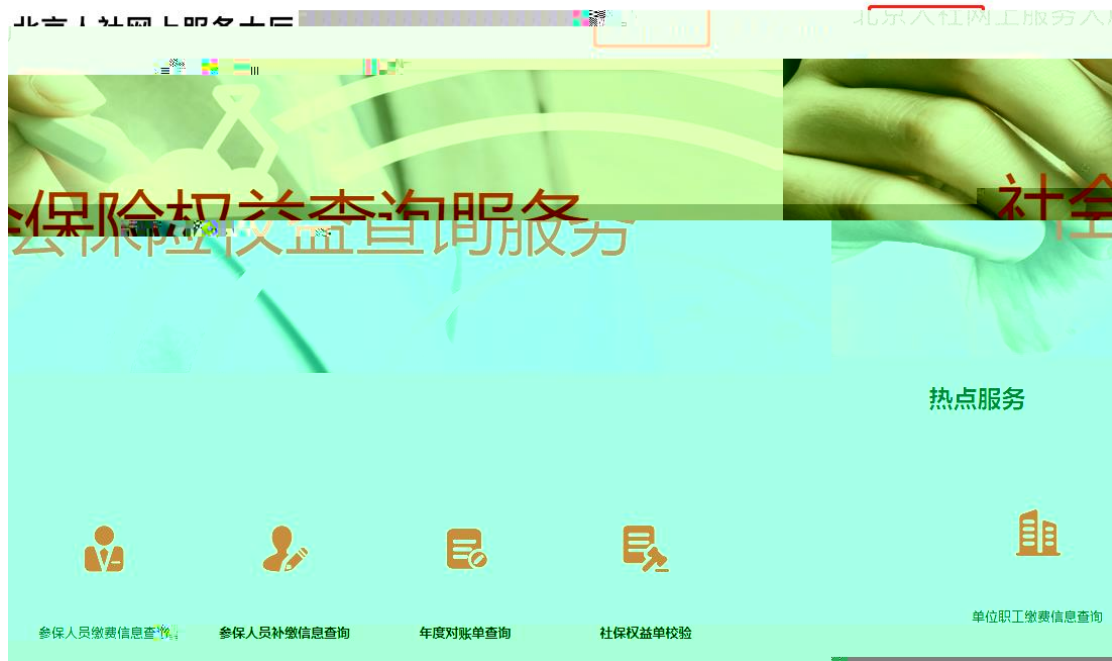 北京人社网上服务大厅
北京人社网上服务大
会保险权益查询服务
社会
热点服务
参保人员缴费信息查询
参保人员补缴信息查询
年度对账单查询
社保权益单校验
单位职工缴费信息查询